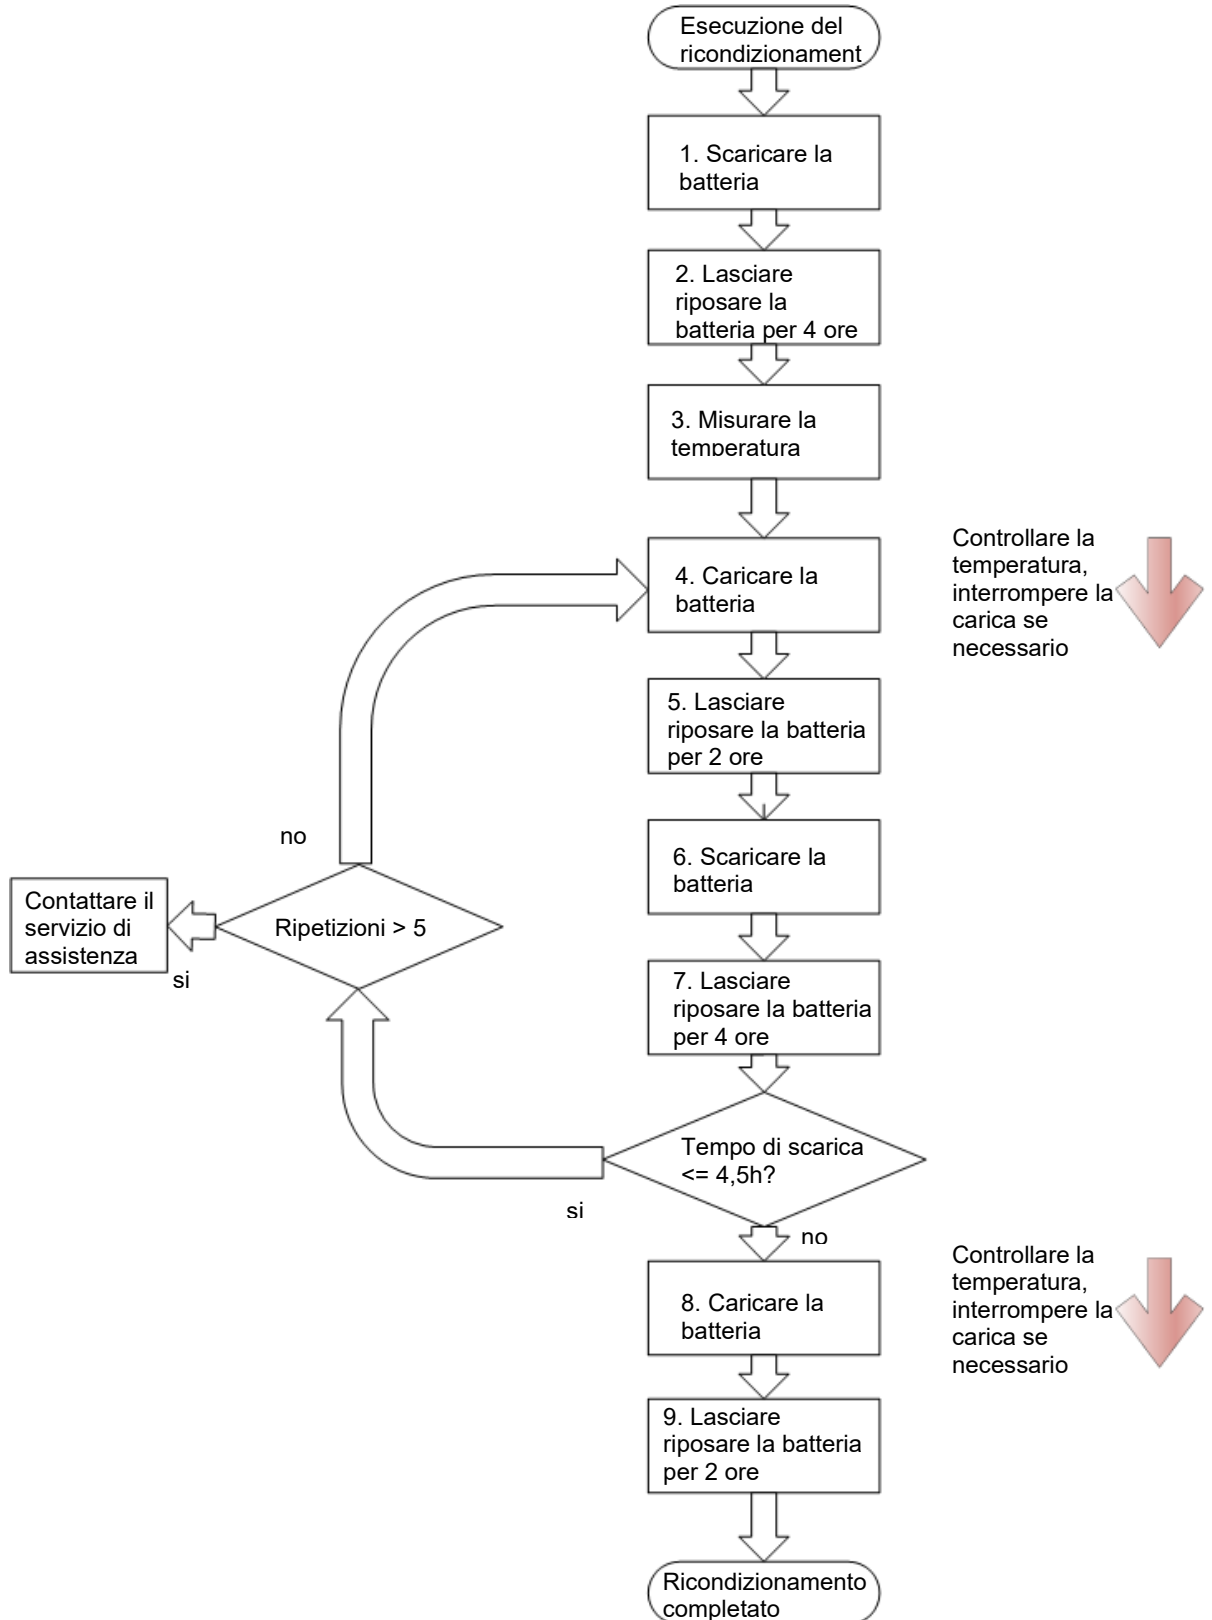 Esecuzione del
ricondizionament
1. Scaricare la
batteria
2. Lasciare
riposare la
batteria per 4 ore
3. Misurare la
temperatura
Controllare la
temperatura,
interrompere la
carica se
necessario
4. Caricare la
batteria
5. Lasciare
riposare la batteria
per 2 ore
no
6. Scaricare la
batteria
Contattare il
servizio di
assistenza
Ripetizioni > 5
si
7. Lasciare
riposare la batteria
per 4 ore
Tempo di scarica
<= 4,5h?
si
no
Controllare la
temperatura,
interrompere la
carica se
necessario
8. Caricare la
batteria
9. Lasciare
riposare la batteria
per 2 ore
Ricondizionamento
completato